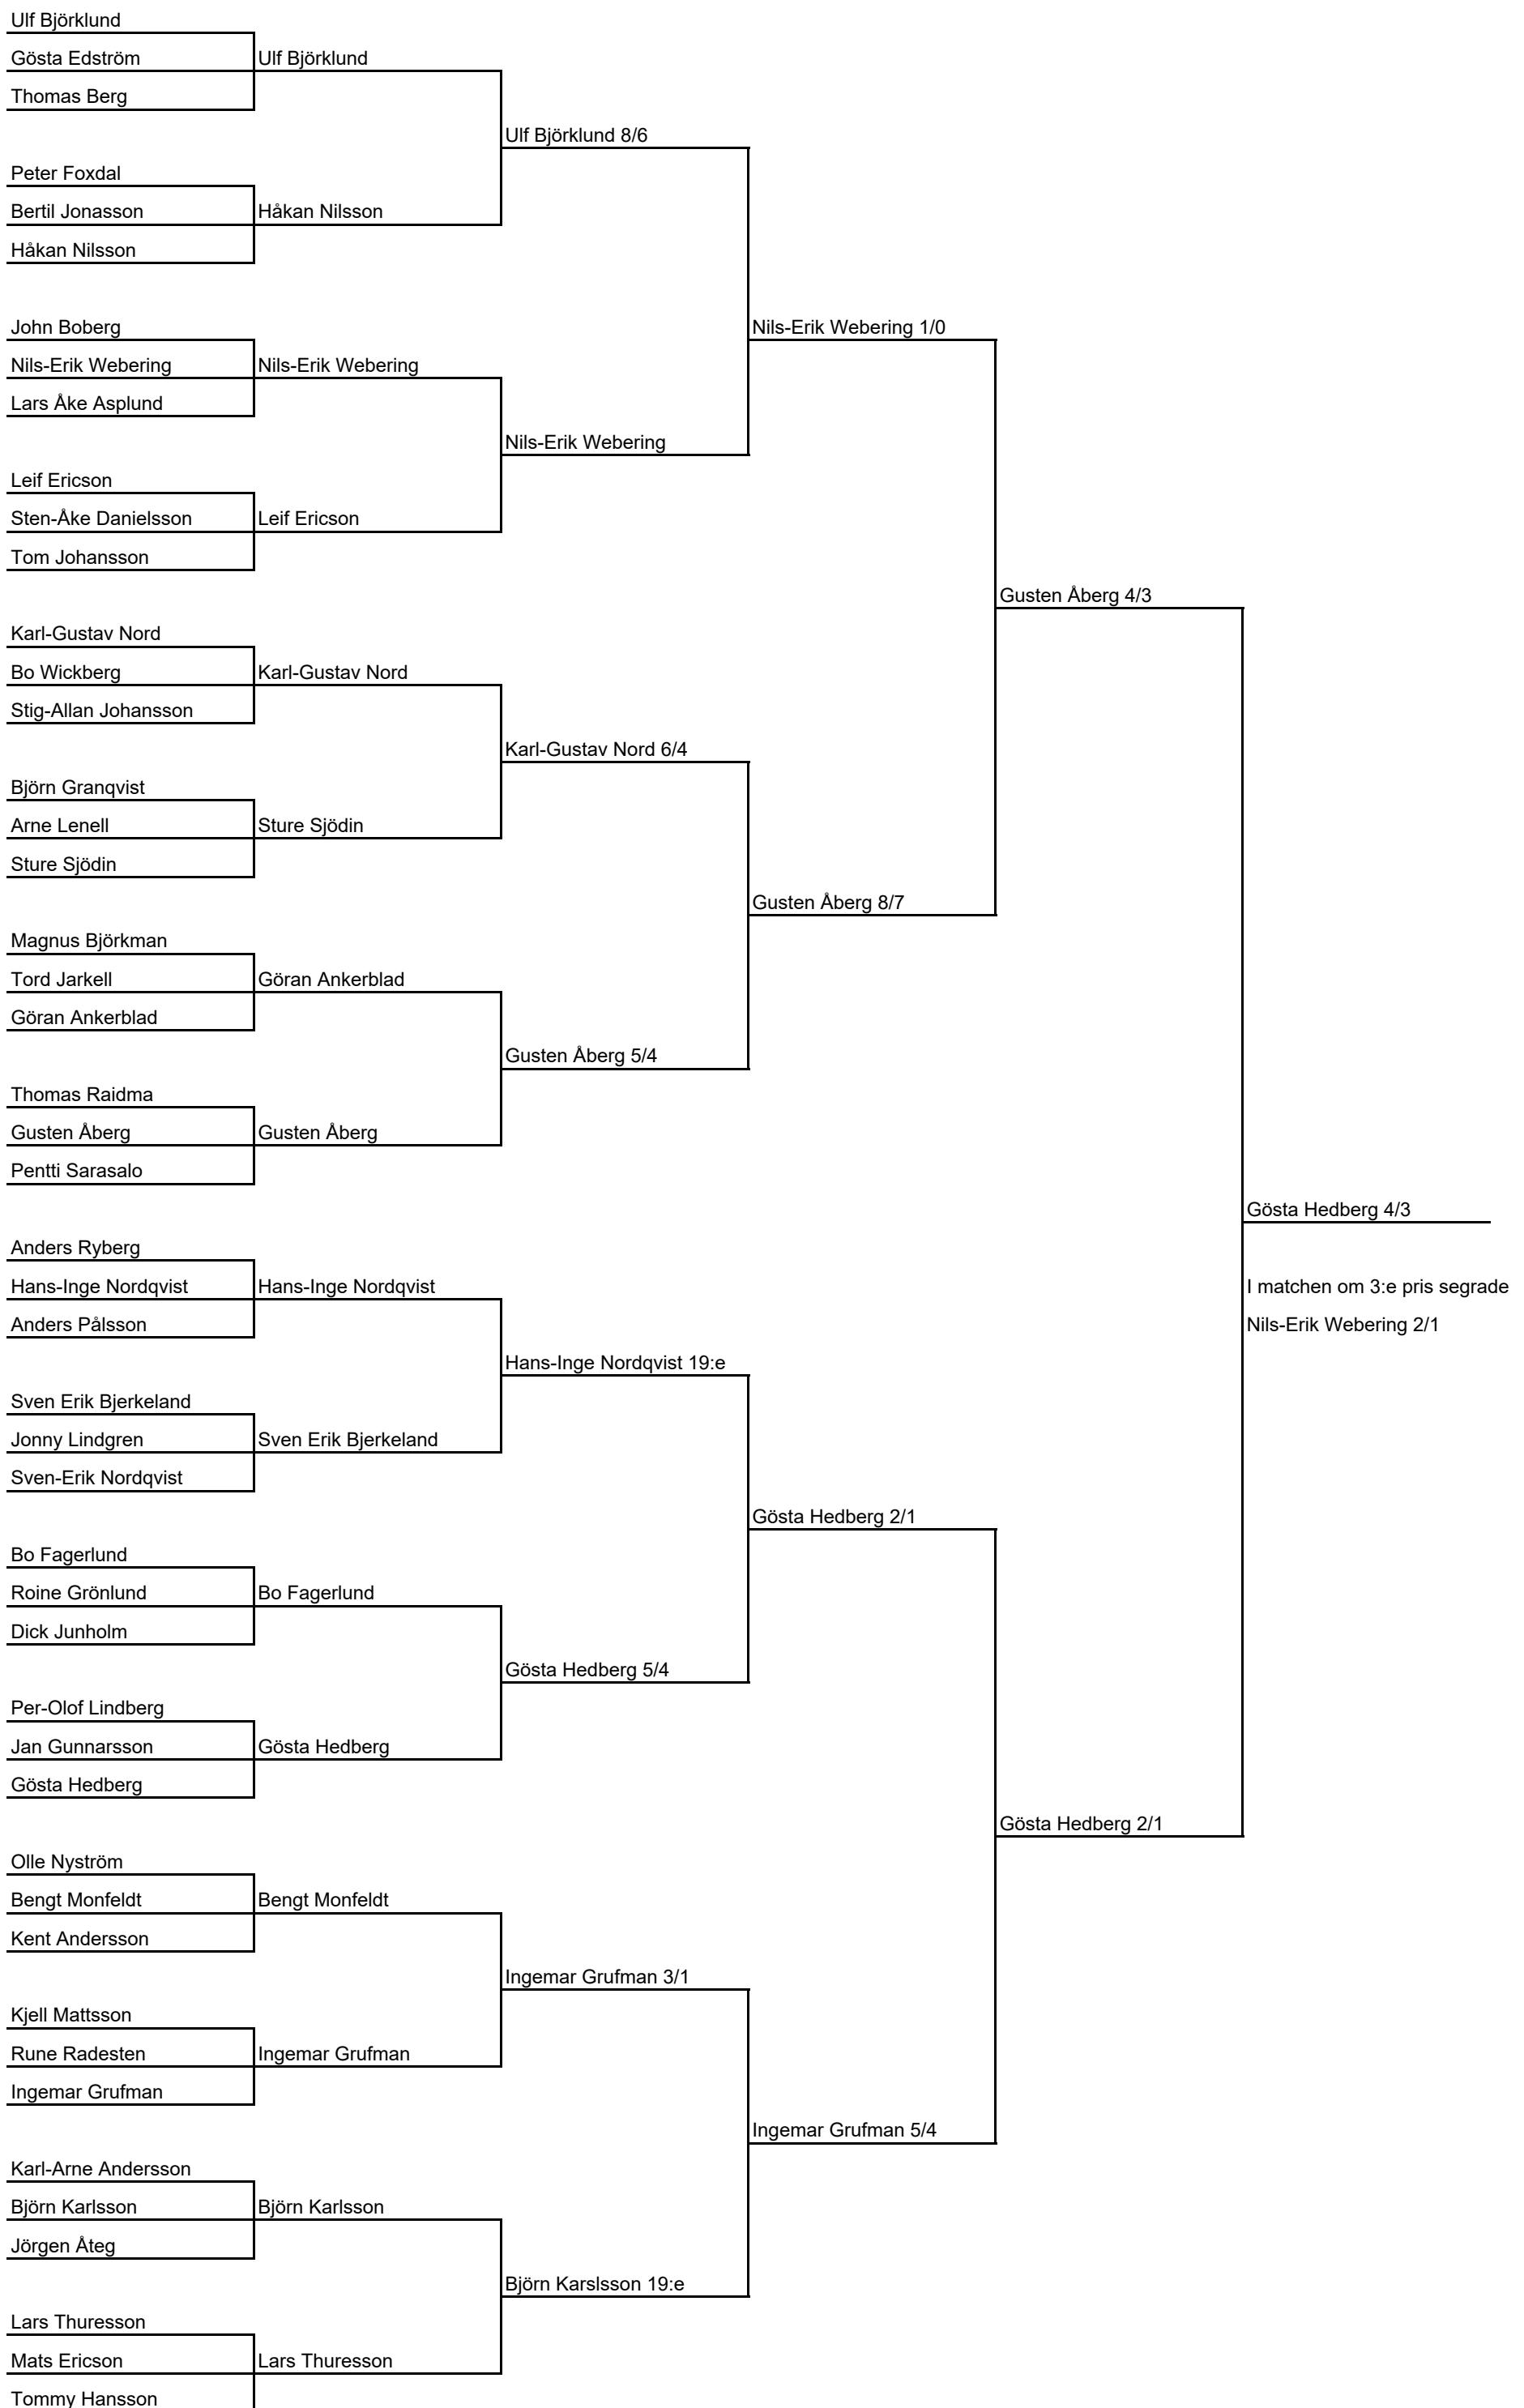 Ulf Björklund
Gösta Edström
Ulf Björklund
Thomas Berg
Ulf Björklund 8/6
Peter Foxdal
Bertil Jonasson
Håkan Nilsson
Håkan Nilsson
John Boberg
Nils-Erik Webering 1/0
Nils-Erik Webering
Nils-Erik Webering
Lars Åke Asplund
Nils-Erik Webering
Leif Ericson
Sten-Åke Danielsson
Leif Ericson
Tom Johansson
Gusten Åberg 4/3
Karl-Gustav Nord
Bo Wickberg
Karl-Gustav Nord
Stig-Allan Johansson
Karl-Gustav Nord 6/4
Björn Granqvist
Arne Lenell
Sture Sjödin
Sture Sjödin
Gusten Åberg 8/7
Magnus Björkman
Tord Jarkell
Göran Ankerblad
Göran Ankerblad
Gusten Åberg 5/4
Thomas Raidma
Gusten Åberg
Gusten Åberg
Pentti Sarasalo
Gösta Hedberg 4/3
Anders Ryberg
Hans-Inge Nordqvist
Hans-Inge Nordqvist
I matchen om 3:e pris segrade
Anders Pålsson
Nils-Erik Webering 2/1
Hans-Inge Nordqvist 19:e
Sven Erik Bjerkeland
Jonny Lindgren
Sven Erik Bjerkeland
Sven-Erik Nordqvist
Gösta Hedberg 2/1
Bo Fagerlund
Roine Grönlund
Bo Fagerlund
Dick Junholm
Gösta Hedberg 5/4
Per-Olof Lindberg
Jan Gunnarsson
Gösta Hedberg
Gösta Hedberg
Gösta Hedberg 2/1
Olle Nyström
Bengt Monfeldt
Bengt Monfeldt
Kent Andersson
Ingemar Grufman 3/1
Kjell Mattsson
Rune Radesten
Ingemar Grufman
Ingemar Grufman
Ingemar Grufman 5/4
Karl-Arne Andersson
Björn Karlsson
Björn Karlsson
Jörgen Åteg
Björn Karslsson 19:e
Lars Thuresson
Mats Ericson
Lars Thuresson
Tommy Hansson